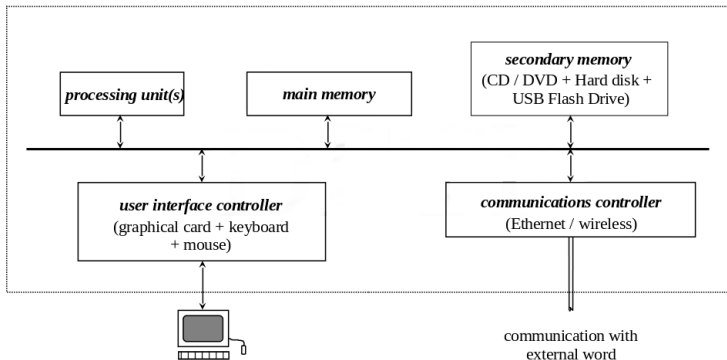 processing unit(s)
main memory
secondary memory
(CD / DVD + Hard disk +
USB Flash Drive)
user interface controller
(graphical card + keyboard
+ mouse)
communications controller
(Ethernet / wireless)
communication with
external word